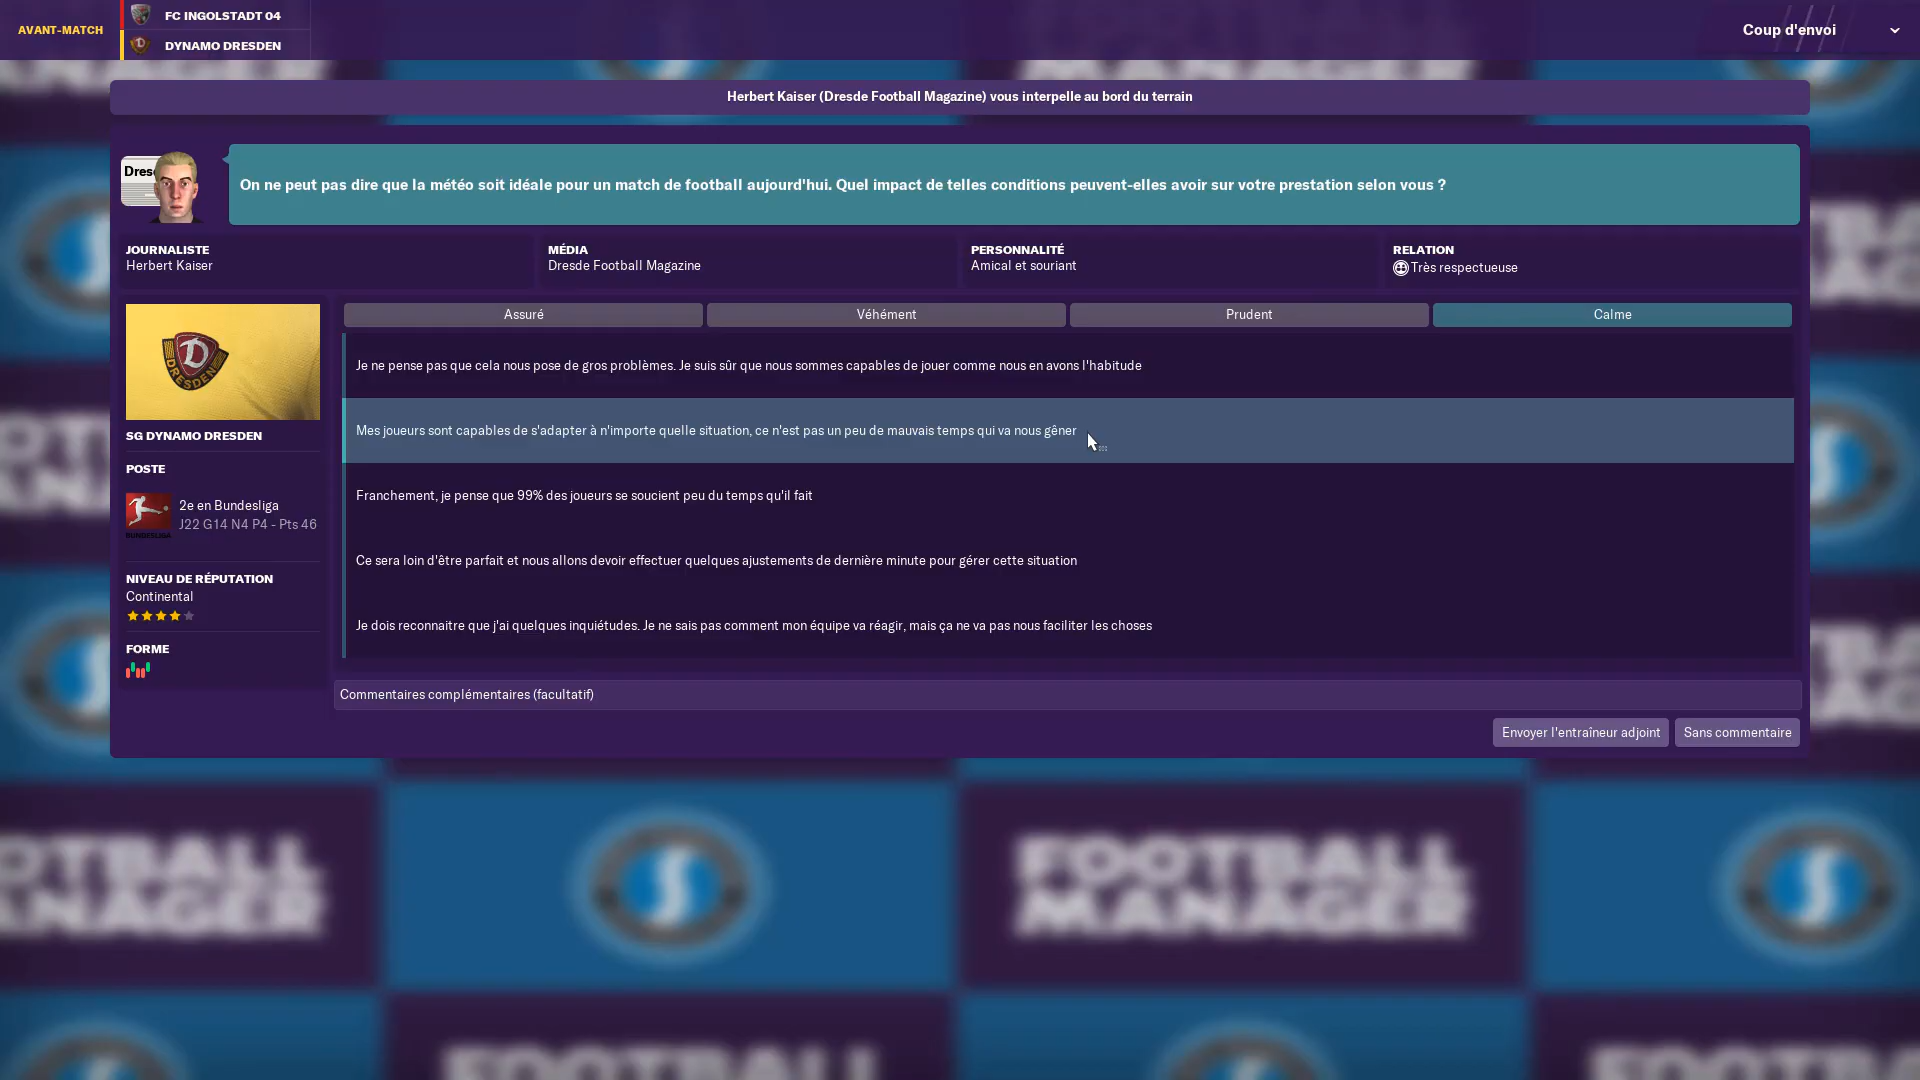 AVANT-MATCH
FC INGOLSTADT 04
DYNAMO DRESDEN
Coup d'envoi
Herbert Kaiser (Dresde Football Magazine) vous interpelle au bord du terrain
On ne peut pas dire que la météo soit idéale pour un match de football aujourd'hui. Quel impact de telles conditions peuvent-elles avoir sur votre prestation selon vous ?
JOURNALISTE
Herbert Kaiser
MÉDIA
Dresde Football Magazine
PERSONNALITÉ
Amical et souriant
RELATION
Très respectueuse
Assuré
Véhément
Prudent
Calme
Je ne pense pas que cela nous pose de gros problèmes. Je suis sûr que nous sommes capables de jouer comme nous en avons l'habitude
Mes joueurs sont capables de s'adapter à n'importe quelle situation, ce n'est pas un peu de mauvais temps qui va nous gêner
Franchement, je pense que 99% des joueurs se soucient peu du temps qu'il fait
Ce sera loin d'être parfait et nous allons devoir effectuer quelques ajustements de dernière minute pour gérer cette situation
Je dois reconnaitre que j'ai quelques inquiétudes. Je ne sais pas comment mon équipe va réagir, mais ça ne va pas nous faciliter les choses
D
DRESDEN
SG DYNAMO DRESDEN
POSTE
2e en Bundesliga
J22 G14 N4 P4 - Pts 46
BUNDESLIGA
NIVEAU DE RÉPUTATION
Continental
FORME
Commentaires complémentaires (facultatif)
Envoyer l'entraîneur adjoint
Sans commentaire
FOOTBALL
MANAGER